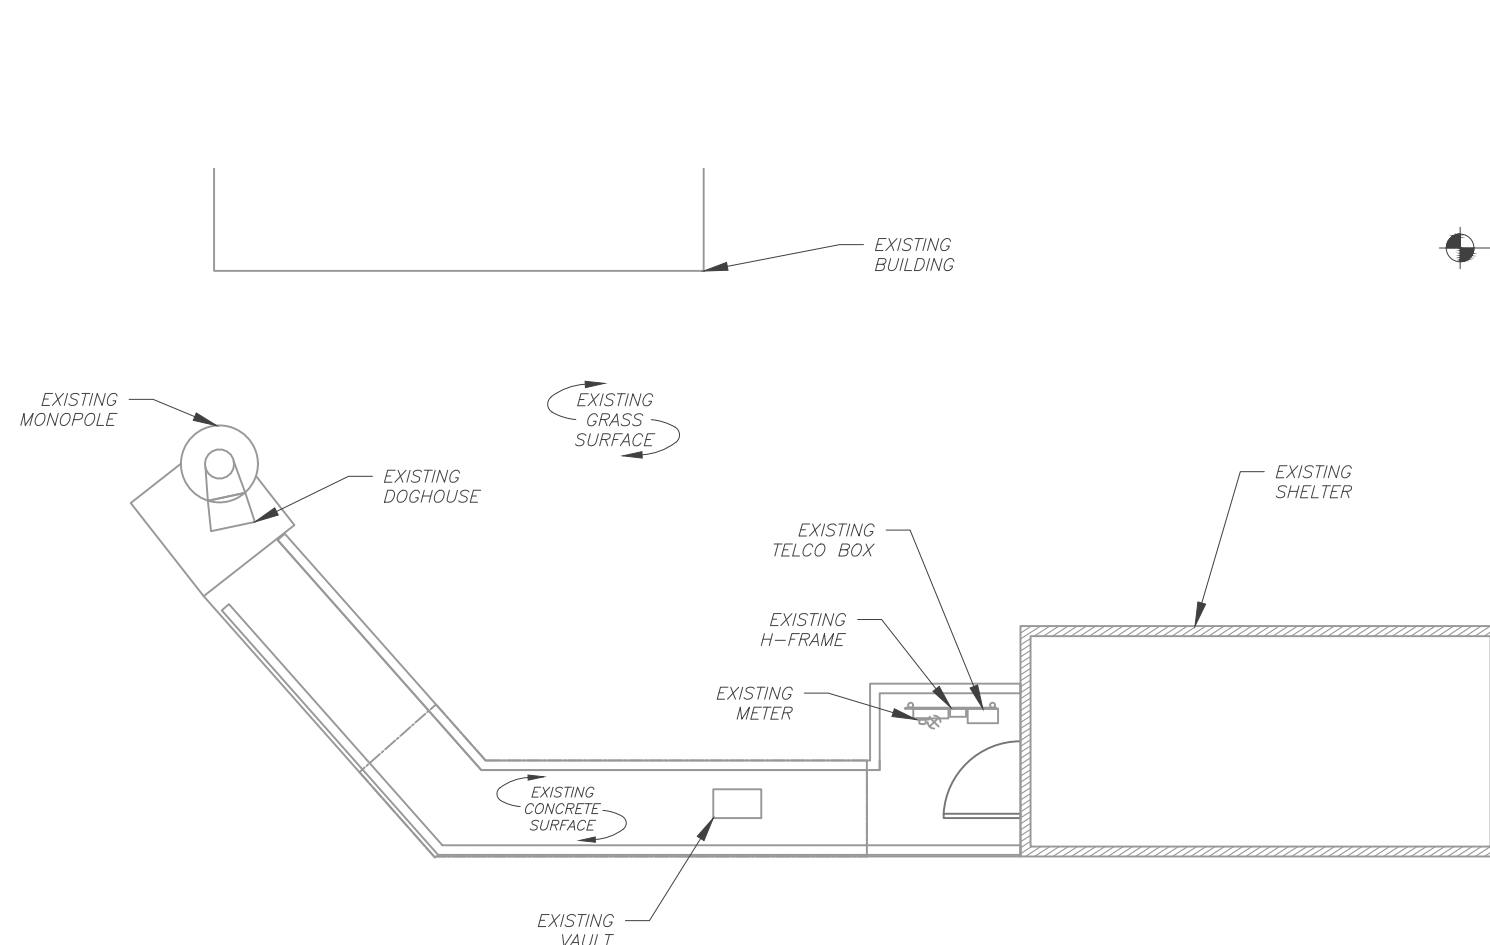 EXISTING
BUILDING
EXISTING
MONOPOLE
EXISTING
GRASS
SURFACE
EXISTING
DOGHOUSE
EXISTING
SHELTER
EXISTING
TELCO BOX
EXISTING
H-FRAME
EXISTING
METER
EXISTING
CONCRETE
SURFACE
EXISTING
VAULT